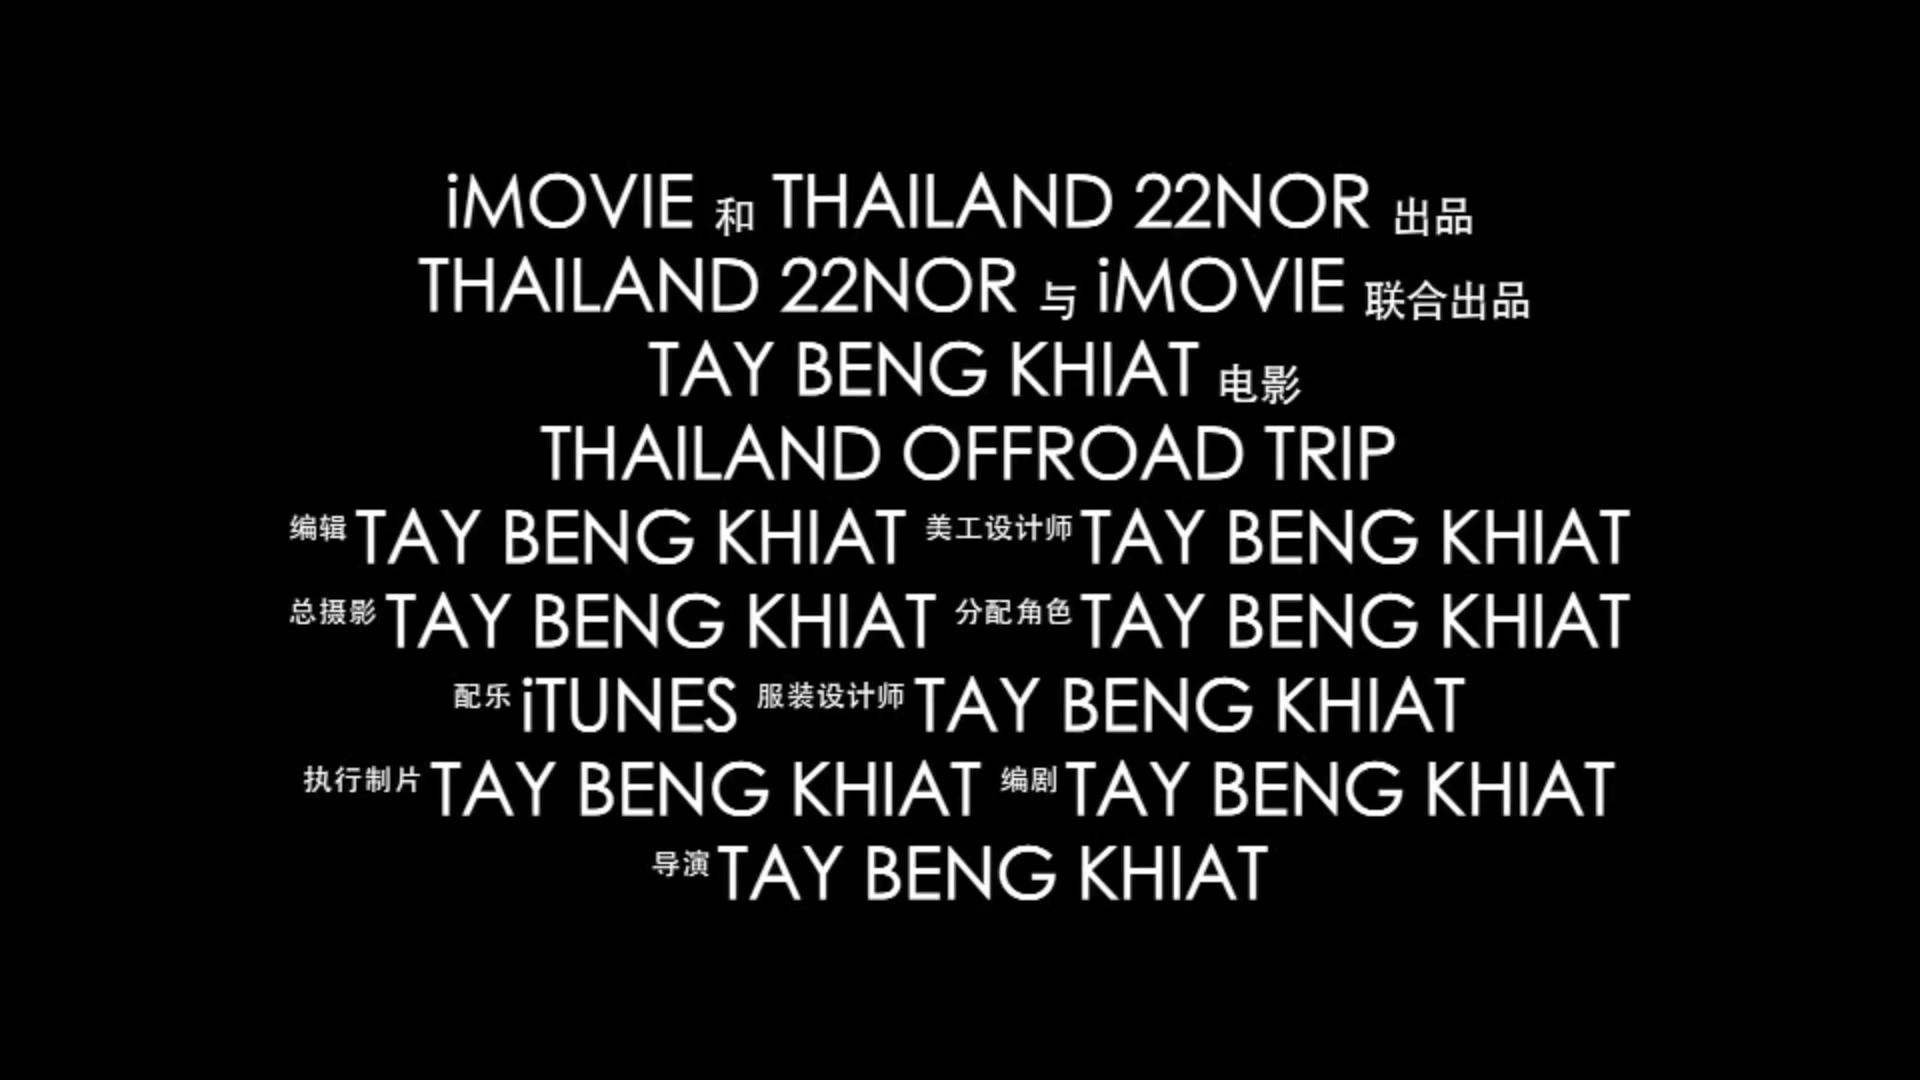 iMOVIE 和 THAILAND 22NOR 出品
THAILAND 22NOR 与 iMOVIE 联合出品
TAY BENG KHIAT 电影
THAILAND OFFROAD TRIP
编辑 TAY BENG KHIAT 美工设计师 TAY BENG KHIAT
总摄影 TAY BENG KHIAT 分配角色 TAY BENG KHIAT
配乐 iTUNES 服装设计师 TAY BENG KHIAT
执行制片 TAY BENG KHIAT 编剧 TAY BENG KHIAT
导演 TAY BENG KHIAT